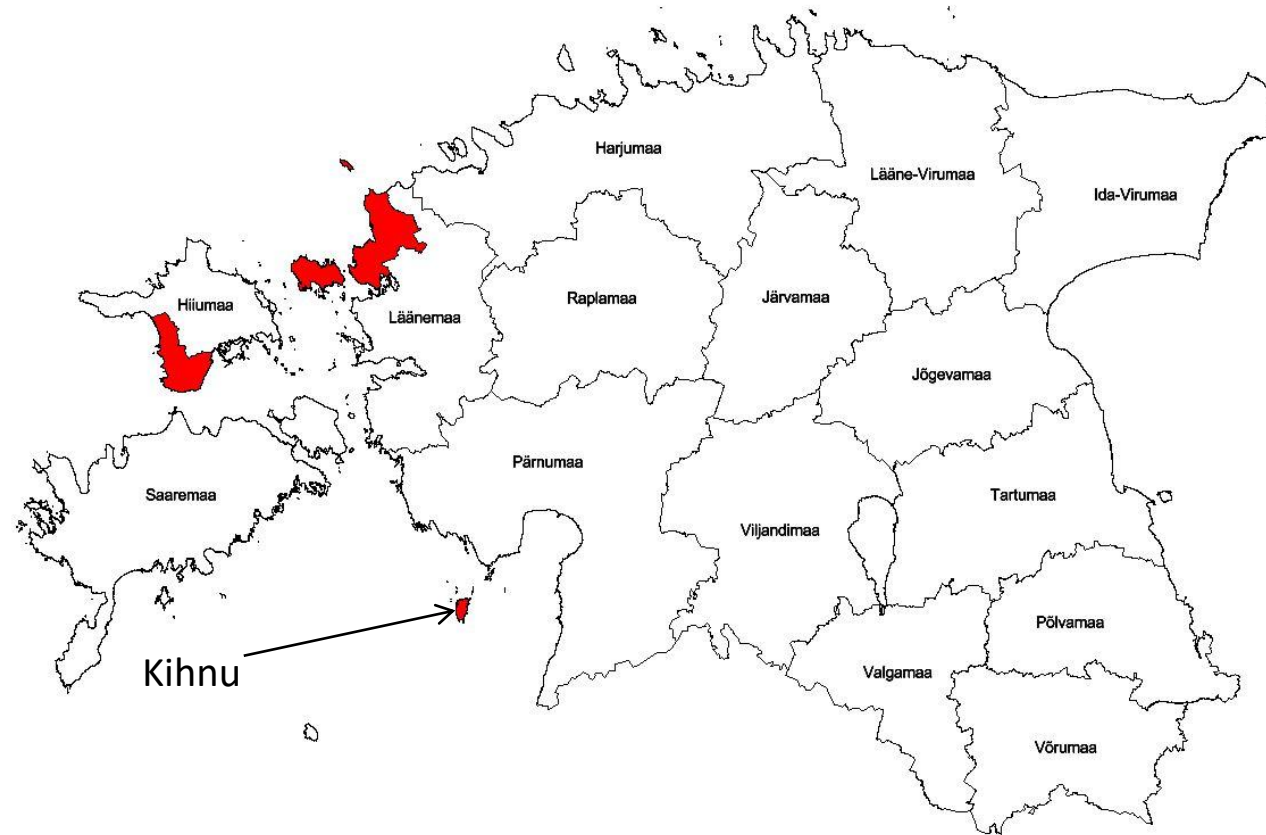 Harjumaa
Lääne-Virumaa
Ida-Virumaa
Hiiumaa
Läänemaa
Raplamaa
Järvamaa
Jõgevamaa
Saaremaa
Pärnumaa
Viljandimaa
Tartumaa
Kihnu
Valgamaa
Põlvamaa
Võrumaa